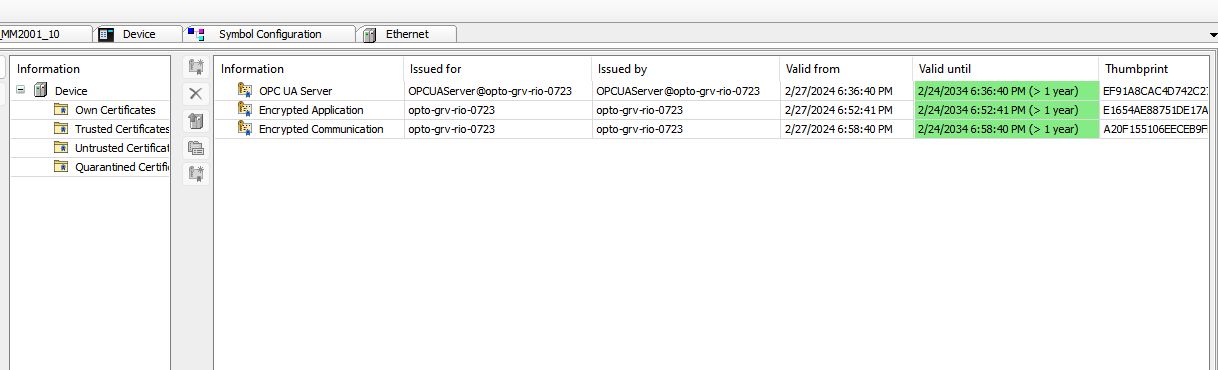 _MM2001_10 Device Symbol Configuration Ethernet
Information Information Issued for Issued by Valid from Valid until Thumbprint
Device OPC UA Server OPCUAServer@opto-grv-rio-0723 OPCUAServer@opto-grv-rio-0723 2/27/2024 6:36:40 PM 2/24/2034 6:36:40 PM (> 1 year) EF91A8CAC4D742C2
Own Certificates Encrypted Application opto-grv-rio-0723 opto-grv-rio-0723 2/27/2024 6:52:41 PM 2/24/2034 6:52:41 PM (> 1 year) E1654AE88751DE17A
Trusted Certificates Encrypted Communication opto-grv-rio-0723 opto-grv-rio-0723 2/27/2024 6:58:40 PM 2/24/2034 6:58:40 PM (> 1 year) A20F155106EECEB9F
Untrusted Certificat
Quarantined Certifi